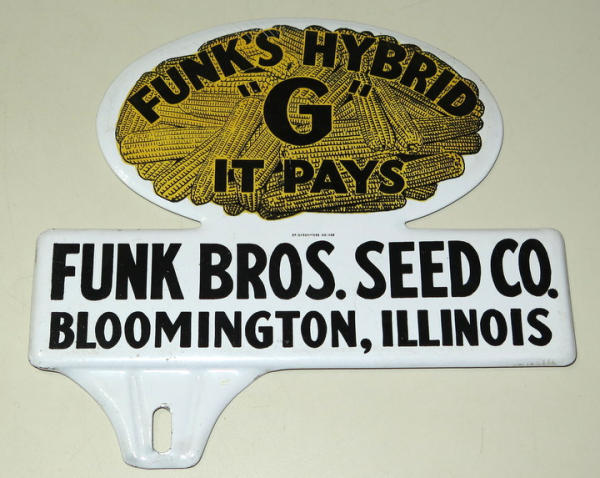 FUNK'S HYBRID
"G"
IT PAYS
FUNK BROS. SEED CO.
BLOOMINGTON, ILLINOIS